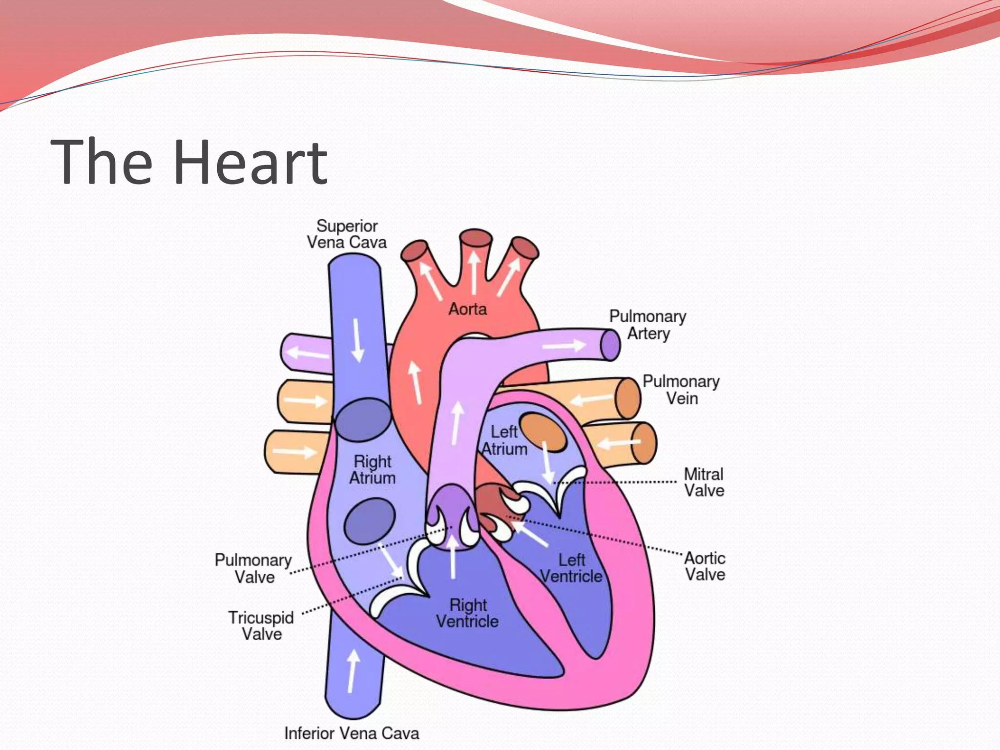 The Heart
Superior
Vena Cava
Aorta
Pulmonary
Artery
Pulmonary
Vein
Left
Atrium
Right
Atrium
Mitral
Valve
Pulmonary
Valve
Left
Ventricle
Aortic
Valve
Right
Ventricle
Tricuspid
Valve
Inferior Vena Cava